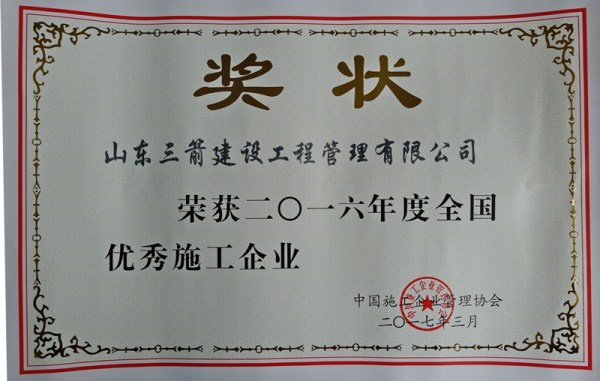 奖状
山东三箭建设工程管理有限公司
荣获二〇一六年度全国
优秀施工企业
中国施工企业管理协会
二〇一七年三月